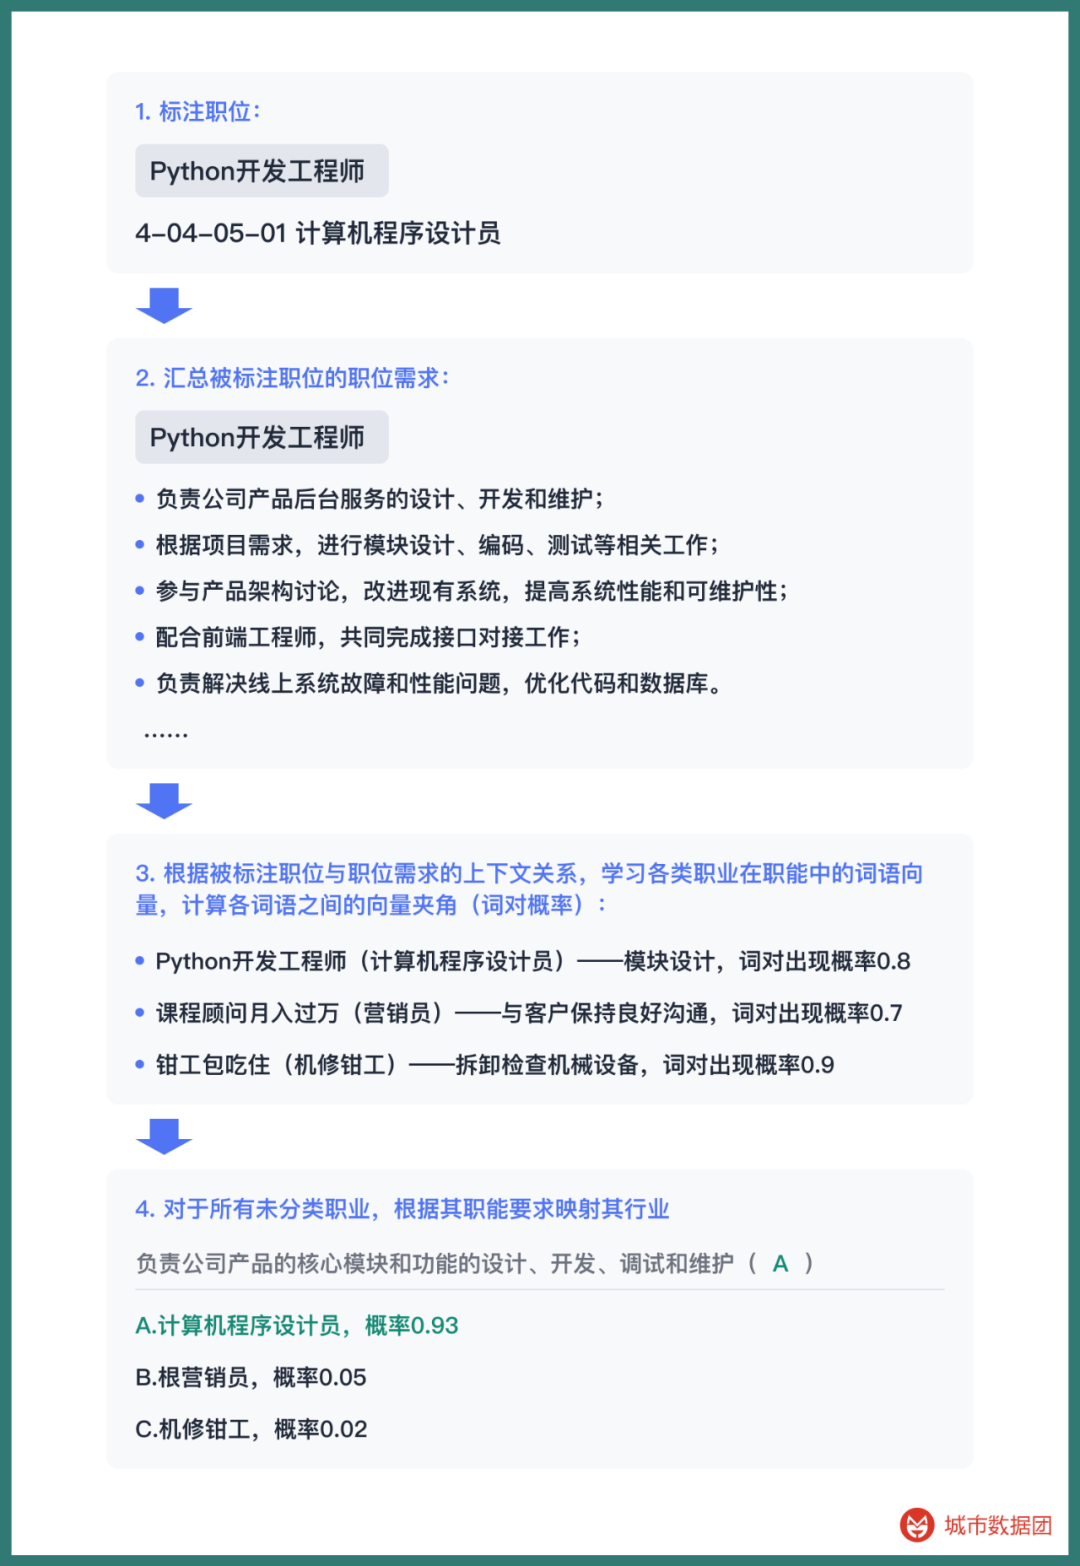 1. 标注职位：
Python开发工程师
4-04-05-01 计算机程序设计员
2. 汇总被标注职位的职位需求：
Python开发工程师
• 负责公司产品后台服务的设计、开发和维护；
• 根据项目需求，进行模块设计、编码、测试等相关工作；
• 参与产品架构讨论，改进现有系统，提高系统性能和可维护性；
• 配合前端工程师，共同完成接口对接工作；
• 负责解决线上系统故障和性能问题，优化代码和数据库。
……
3. 根据被标注职位与职位需求的上下文关系，学习各类职业在职能中的词语向
量，计算各词语之间的向量夹角（词对概率）：
• Python开发工程师（计算机程序设计员）——模块设计，词对出现概率0.8
• 课程顾问月入过万（营销员）——与客户保持良好沟通，词对出现概率0.7
• 钳工包吃住（机修钳工）——拆卸检查机械设备，词对出现概率0.9
4. 对于所有未分类职业，根据其职能要求映射其行业
负责公司产品的核心模块和功能的设计、开发、调试和维护（ A ）
A.计算机程序设计员，概率0.93
B.根营销员，概率0.05
C.机修钳工，概率0.02
城市数据团